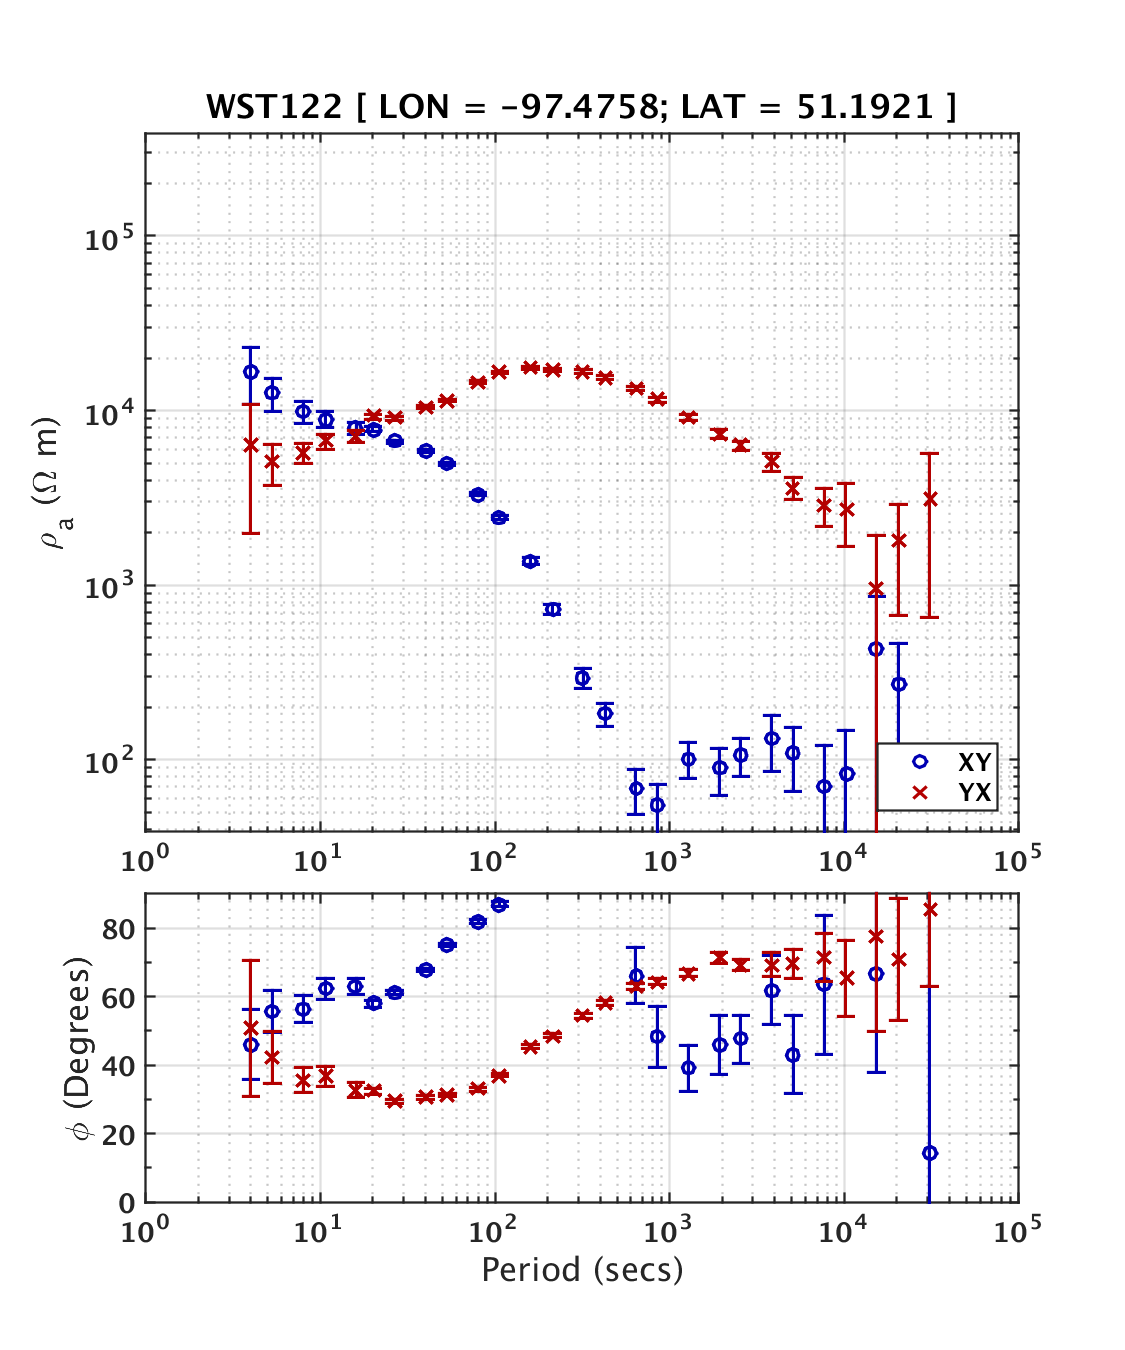 WST122 [ LON = -97.4758; LAT = 51.1921 ]
10^5
10^4
10^3
10^2
ρ_a (Ω m)
XY
YX
10^0 10^1 10^2 10^3 10^4 10^5
80
60
40
20
0
ϕ (Degrees)
10^0 10^1 10^2 10^3 10^4 10^5
Period (secs)